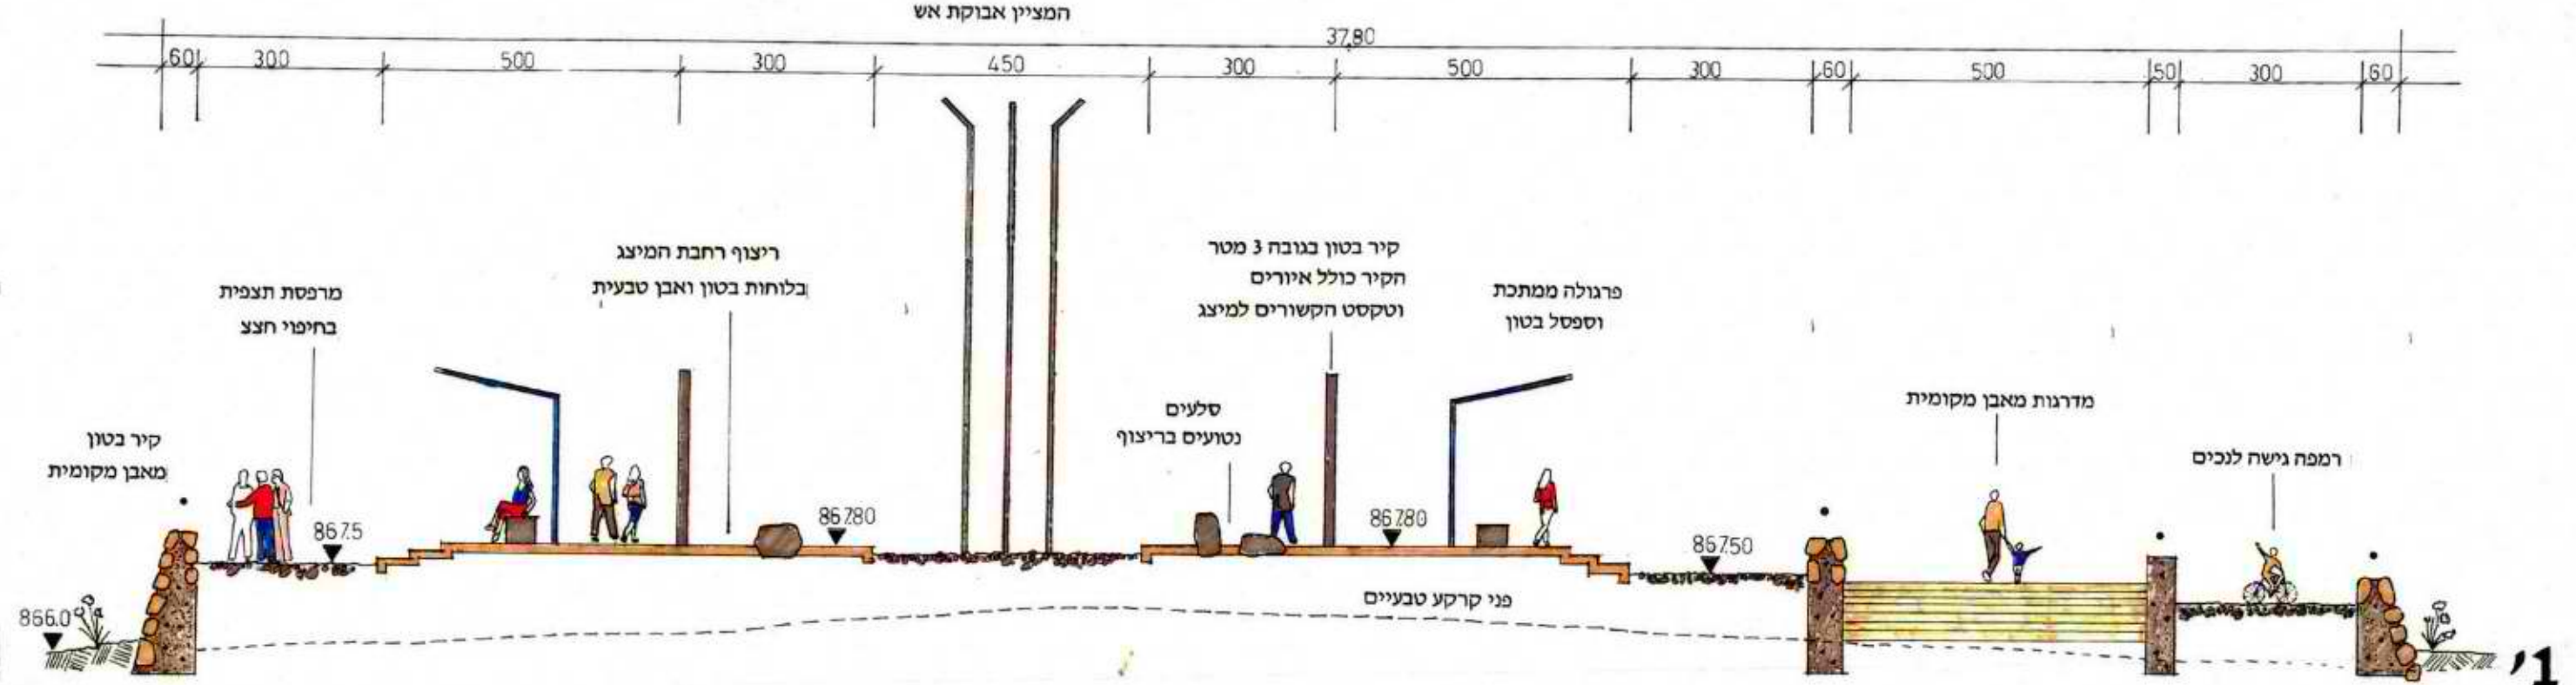 המציין אבוקת אש
37,80
60 300 500 300 450 300 500 300 60 500 50 300 60
ריצוף רחבת המיצג
בלוחות בטון ואבן טבעית
קיר בטון בגובה 3 מטר
הקיר כולל איורים
וטקסט הקשורים למיצג
מרפסת תצפית
בחיפוי חצצ
פרגולה ממתכת
וספסל בטון
מדרגות מאבן מקומית
סלעים
נטועים בריצוף
קיר בטון
מאבן מקומית
רמפה גישה לנכים
867.5
867.80
867.80
867.50
866.0
פני קרקע טבעיים
1'